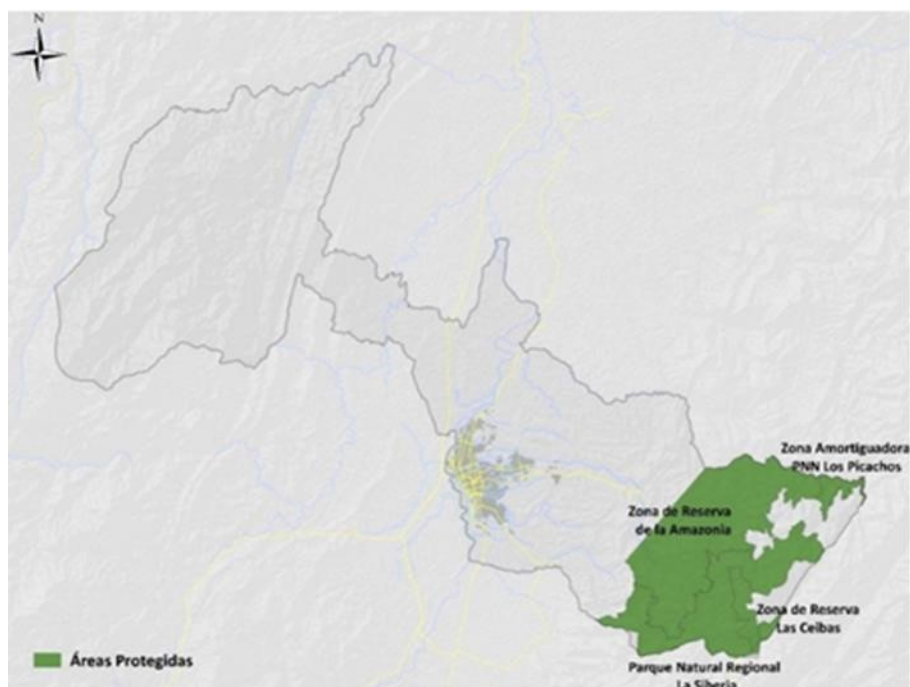 N
Zona Amortiguadora
PNN Los Picachos
Zona de Reserva
de la Amazonia
Zona de Reserva
Las Ceibas
Áreas Protegidas
Parque Natural Regional
La Siberia